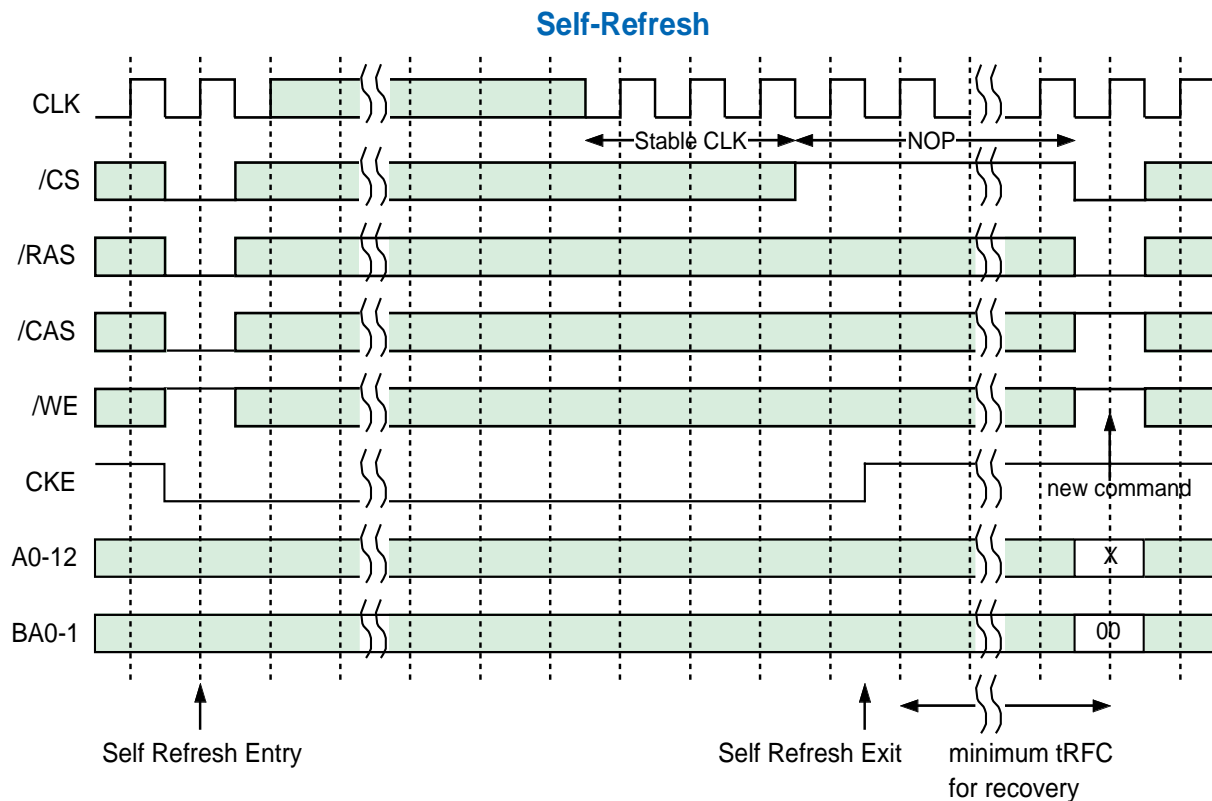 Self-Refresh
CLK
Stable CLK
NOP
/CS
/RAS
/CAS
/WE
CKE
new command
A0-12
X
BA0-1
00
Self Refresh Entry
Self Refresh Exit
minimum tRFC
for recovery